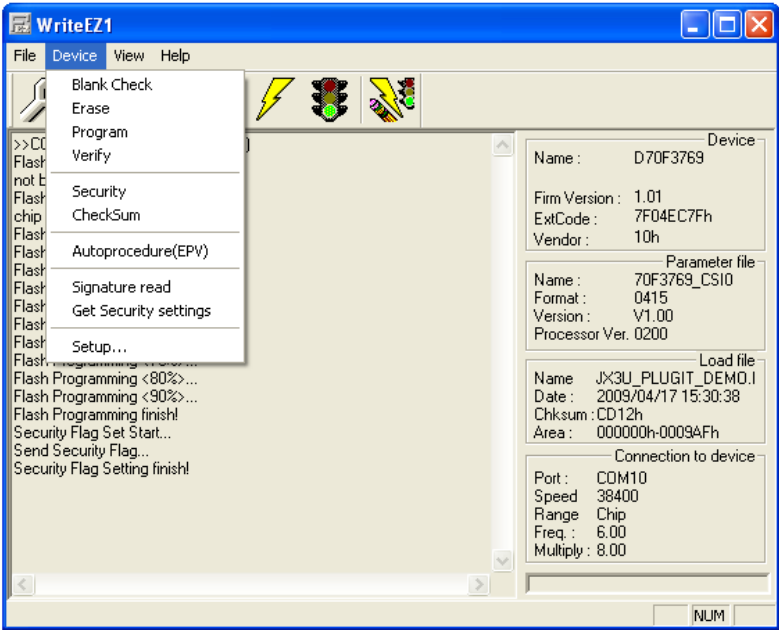 WriteEZ1
File Device View Help
Blank Check
Erase
Program
Verify
Security
CheckSum
Autoprocedure(EPV)
Signature read
Get Security settings
Setup...
Flash
not b
Flash
chip
Flash
Flash
Flash
Flash
Flash
Flash
Flash
Flash
Flash Programming <80%>...
Flash Programming <90%>...
Flash Programming finish!
Security Flag Set Start...
Send Security Flag...
Security Flag Setting finish!
Device
Name : D70F3769
Firm Version : 1.01
ExtCode : 7F04EC7Fh
Vendor : 10h
Parameter file
Name : 70F3769_CSI0
Format : 0415
Version : V1.00
Processor Ver. 0200
Load file
Name JX3U_PLUGIT_DEMO.I
Date : 2009/04/17 15:30:38
Chksum : CD12h
Area : 000000h-0009AFh
Connection to device
Port : COM10
Speed 38400
Range Chip
Freq. : 6.00
Multiply : 8.00
NUM